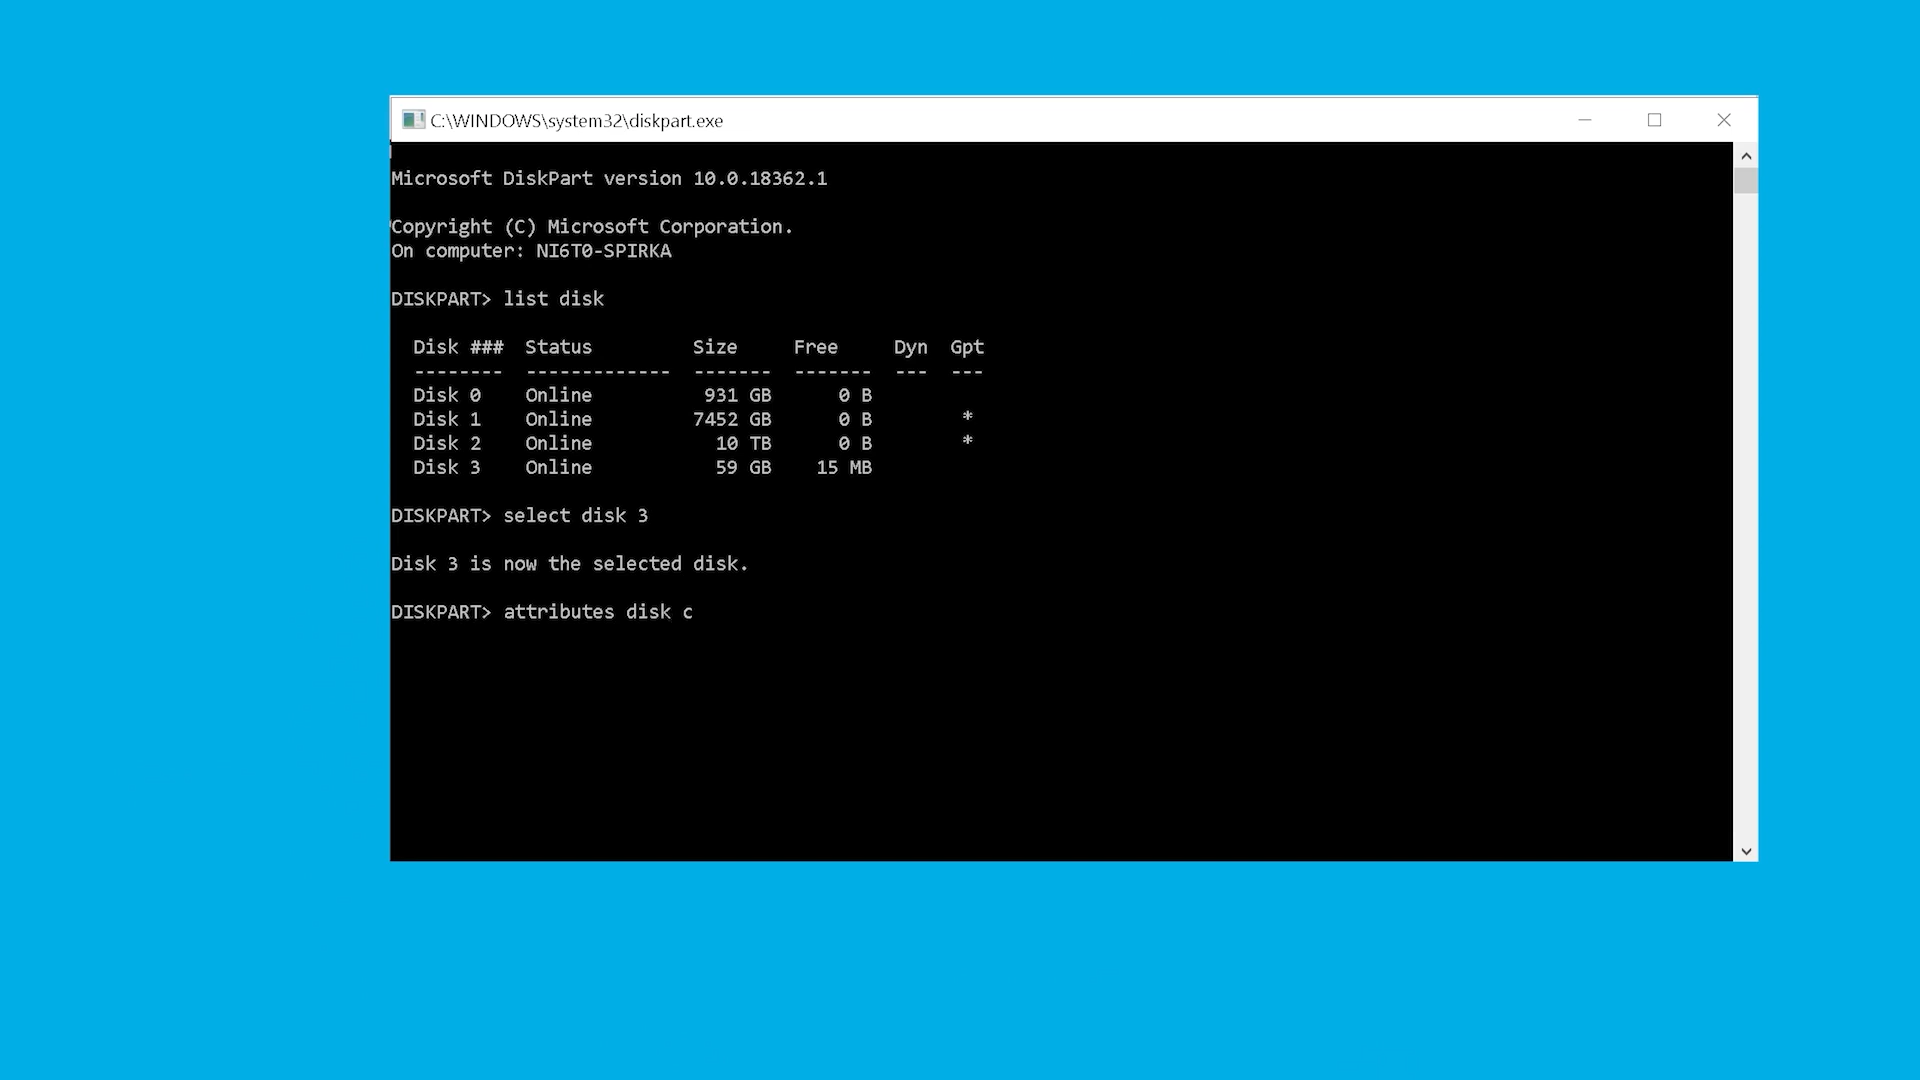 C:\WINDOWS\system32\diskpart.exe
Microsoft DiskPart version 10.0.18362.1
Copyright (C) Microsoft Corporation.
On computer: NI6T0-SPIRKA
DISKPART> list disk
Disk ###  Status         Size     Free     Dyn  Gpt
--------  -------------  -------  -------  ---  ---
Disk 0    Online          931 GB      0 B
Disk 1    Online         7452 GB      0 B        *
Disk 2    Online           10 TB      0 B        *
Disk 3    Online           59 GB    15 MB
DISKPART> select disk 3
Disk 3 is now the selected disk.
DISKPART> attributes disk c